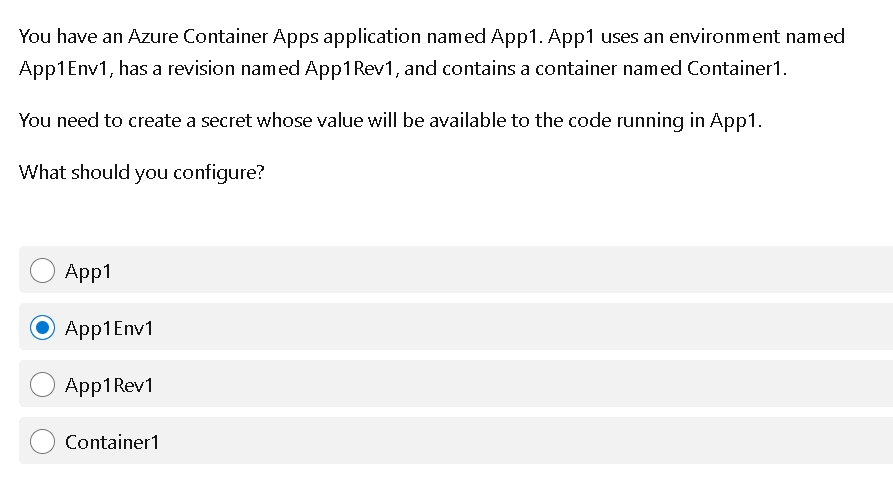 You have an Azure Container Apps application named App1. App1 uses an environment named
App1Env1, has a revision named App1Rev1, and contains a container named Container1.
You need to create a secret whose value will be available to the code running in App1.
What should you configure?
App1
App1Env1
App1Rev1
Container1